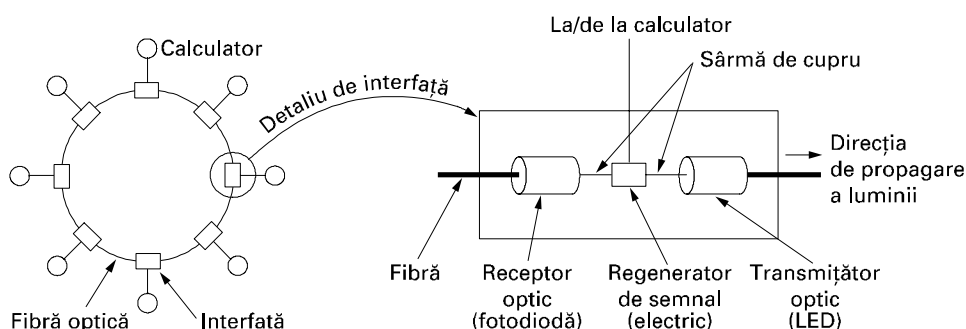 Calculator
Detaliu de interfață
Fibră optică
Interfață
La/de la calculator
Sârmă de cupru
Direcția
de propagare
a luminii
Fibră
Receptor
optic
(fotodiodă)
Regenerator
de semnal
(electric)
Transmițător
optic
(LED)